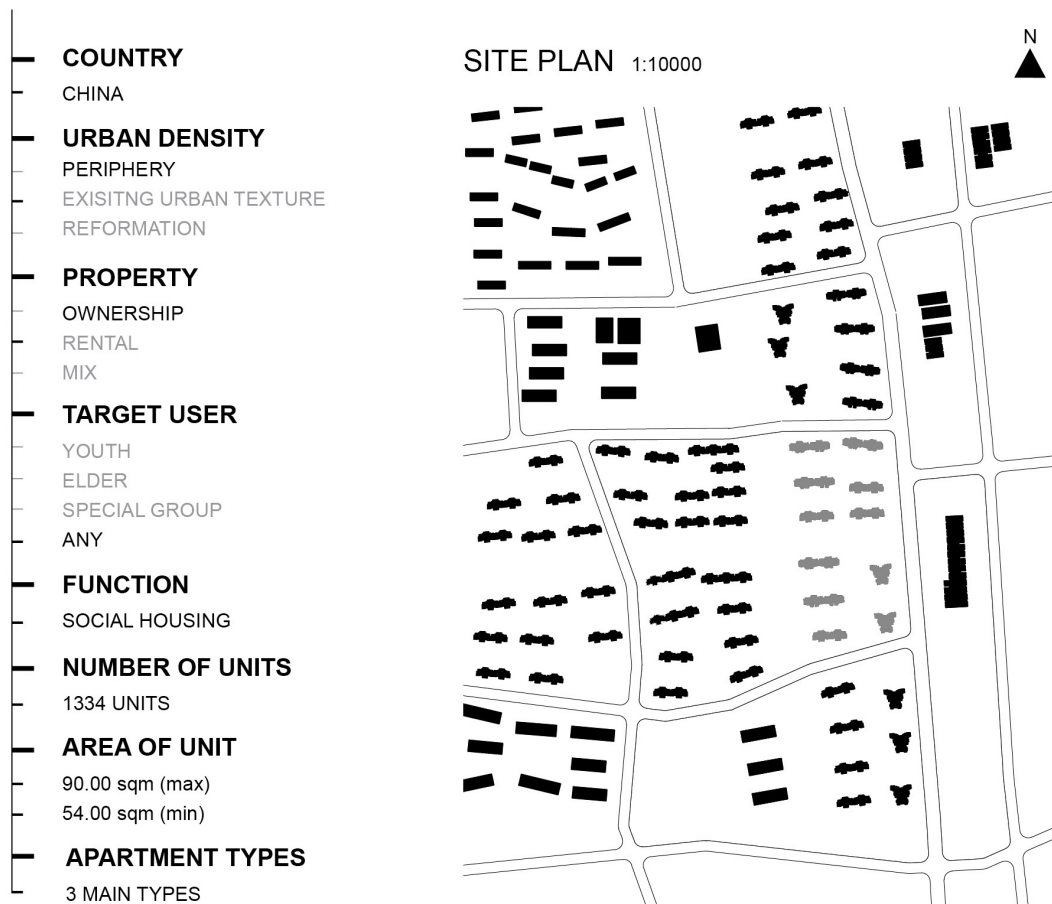 COUNTRY
CHINA
URBAN DENSITY
PERIPHERY
EXISITNG URBAN TEXTURE
REFORMATION
PROPERTY
OWNERSHIP
RENTAL
MIX
TARGET USER
YOUTH
ELDER
SPECIAL GROUP
ANY
FUNCTION
SOCIAL HOUSING
NUMBER OF UNITS
1334 UNITS
AREA OF UNIT
90.00 sqm (max)
54.00 sqm (min)
APARTMENT TYPES
3 MAIN TYPES
SITE PLAN 1:10000
N